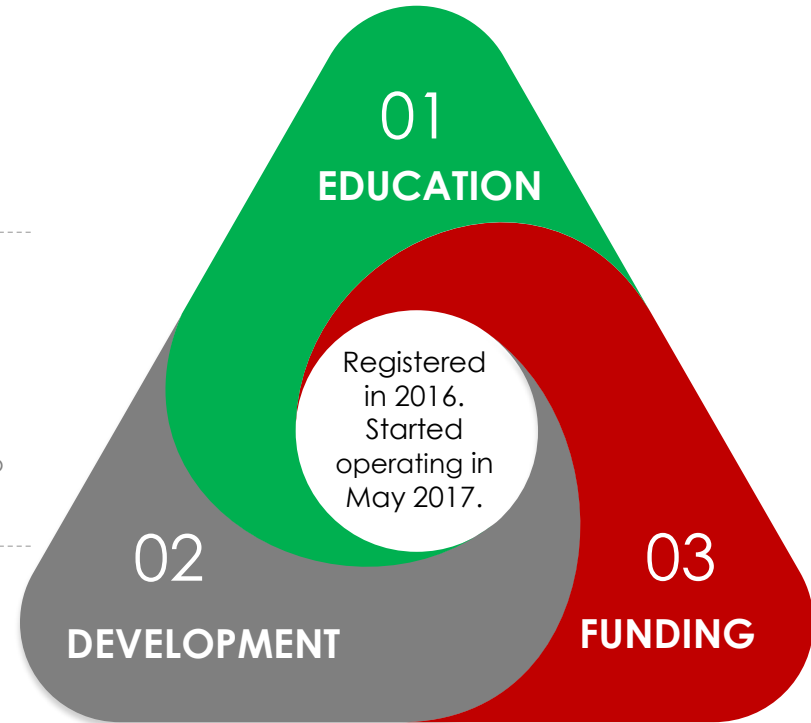 01
EDUCATION
Registered
in 2016.
Started
operating in
May 2017.
02
DEVELOPMENT
03
FUNDING